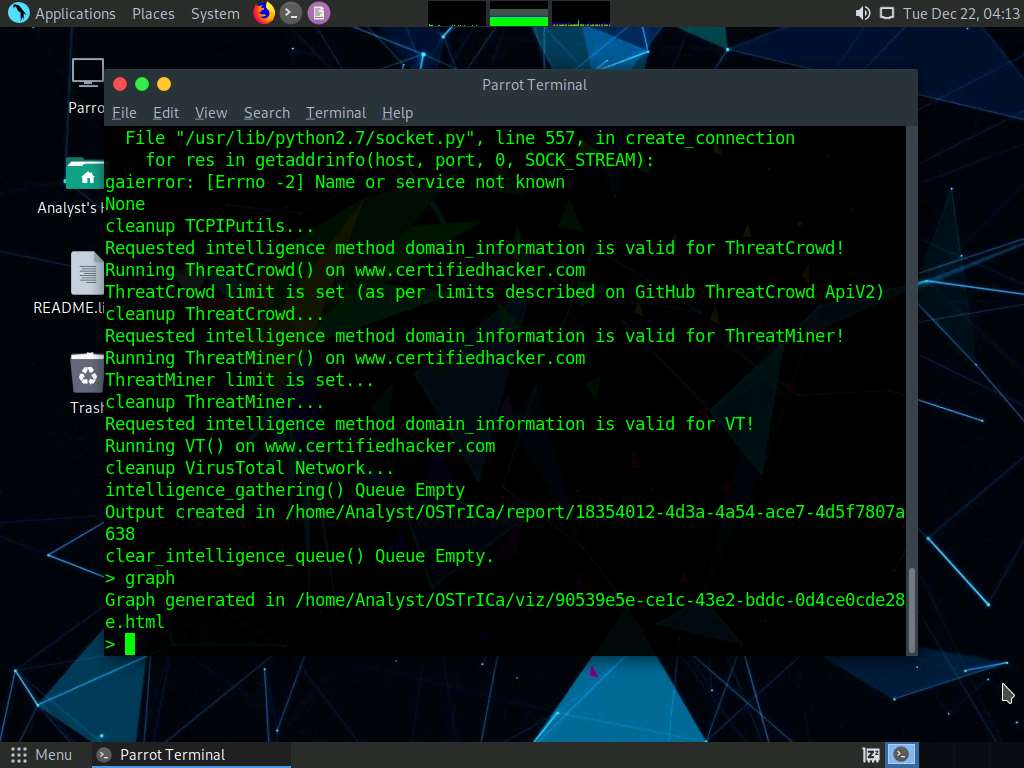 Applications Places System Tue Dec 22, 04:13
Parrot Terminal
File Edit View Search Terminal Help
Parro
Analyst's
README.li
Trash
File "/usr/lib/python2.7/socket.py", line 557, in create_connection
for res in getaddrinfo(host, port, 0, SOCK_STREAM):
gaierror: [Errno -2] Name or service not known
None
cleanup TCPIPutils...
Requested intelligence method domain_information is valid for ThreatCrowd!
Running ThreatCrowd() on www.certifiedhacker.com
ThreatCrowd limit is set (as per limits described on GitHub ThreatCrowd ApiV2)
cleanup ThreatCrowd...
Requested intelligence method domain_information is valid for ThreatMiner!
Running ThreatMiner() on www.certifiedhacker.com
ThreatMiner limit is set...
cleanup ThreatMiner...
Requested intelligence method domain_information is valid for VT!
Running VT() on www.certifiedhacker.com
cleanup VirusTotal Network...
intelligence_gathering() Queue Empty
Output created in /home/Analyst/OSTrICa/report/18354012-4d3a-4a54-ace7-4d5f7807a
638
clear_intelligence_queue() Queue Empty.
> graph
Graph generated in /home/Analyst/OSTrICa/viz/90539e5e-ce1c-43e2-bddc-0d4ce0cde28
e.html
>
Menu Parrot Terminal